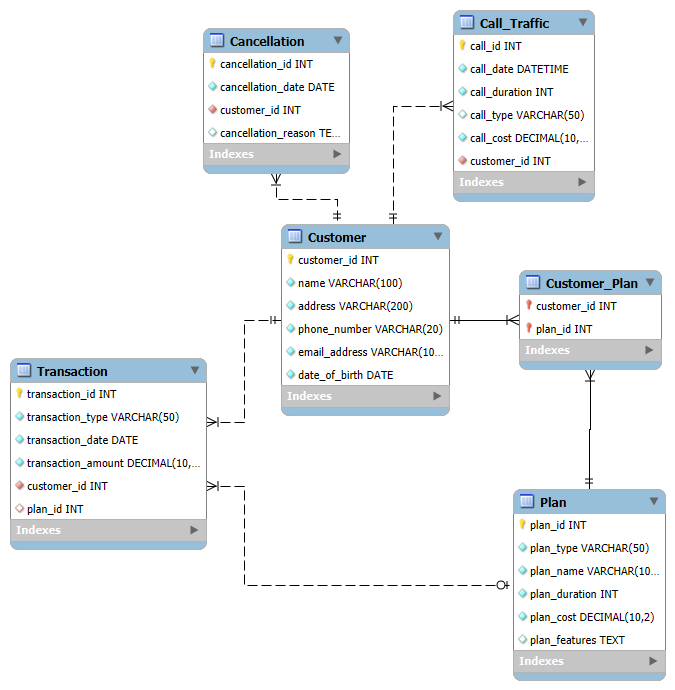 Cancellation
cancellation_id INT
cancellation_date DATE
customer_id INT
cancellation_reason TE...
Indexes
Call_Traffic
call_id INT
call_date DATETIME
call_duration INT
call_type VARCHAR(50)
call_cost DECIMAL(10,...
customer_id INT
Indexes
Customer
customer_id INT
name VARCHAR(100)
address VARCHAR(200)
phone_number VARCHAR(20)
email_address VARCHAR(10...
date_of_birth DATE
Indexes
Customer_Plan
customer_id INT
plan_id INT
Indexes
Transaction
transaction_id INT
transaction_type VARCHAR(50)
transaction_date DATE
transaction_amount DECIMAL(10,...
customer_id INT
plan_id INT
Indexes
Plan
plan_id INT
plan_type VARCHAR(50)
plan_name VARCHAR(10...
plan_duration INT
plan_cost DECIMAL(10,2)
plan_features TEXT
Indexes